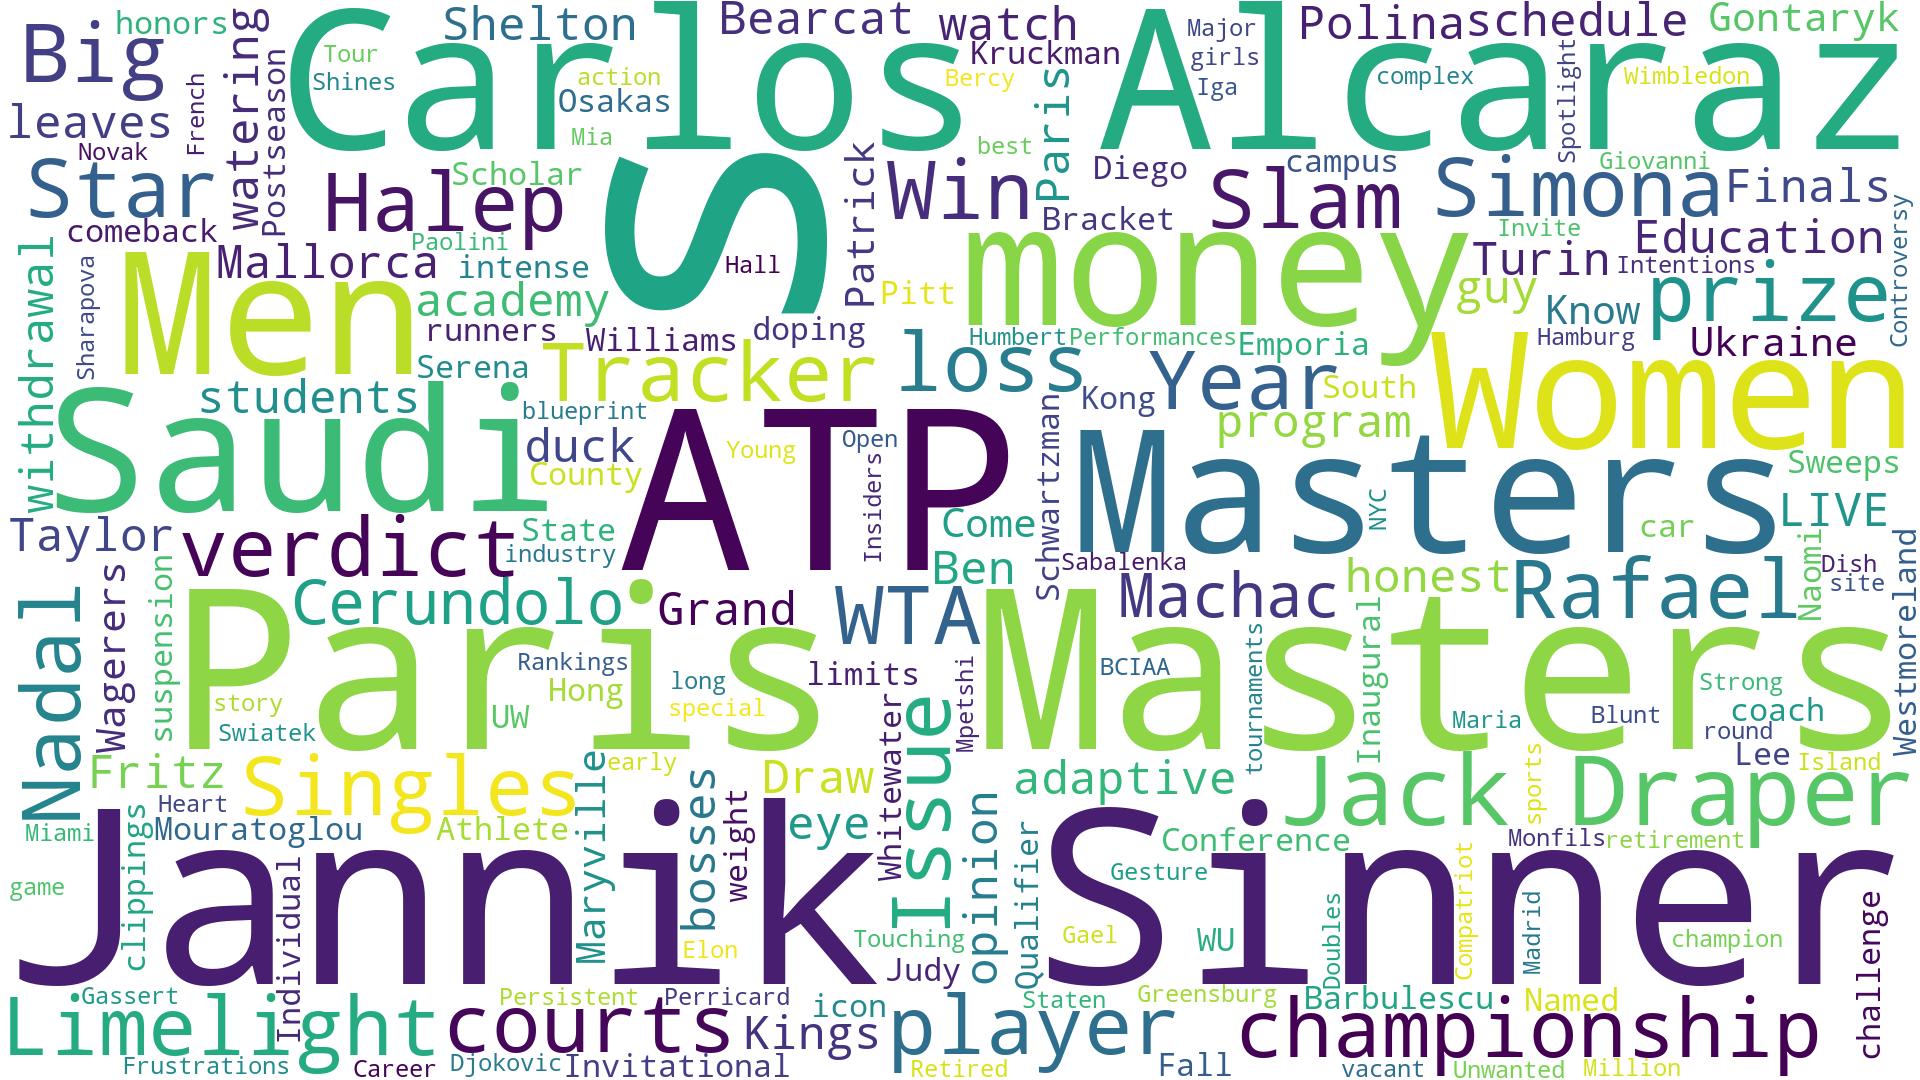 Big
honors
watering
Carlos
Tour
Shines
Shelton
action
Osakas
Mia
Bearcat
watch
Kruckman
Bercy
best
Paris
Alcaraz
Major
girls
Iga
Polina
schedule
complex
Spotlight
Wimbledon
Gontaryk
leaves
French
Postseason
Novak
Star
comeback
Halep
Scholar
Paolini
S
Hall
Patrick
Win
Diego
Bracket
campus
Slam
Simona
Giovanni
Finals
Invite
Controversy
withdrawal
Sharapova
Men
Mallorca
intense
academy
runners
Williams
doping
Pitt
money
Turin
Intentions
Education
guy
Know
prize
Serena
Tracker
loss
Humbert
Performances
Emporia
Hamburg
Ukraine
Women
students
Saudi
blueprint
duck
County
ATP
Young
Open
Insiders
Kong
Year
South
program
Schwartzman
Masters
NYC
Sweeps
LIVE
car
Taylor
verdict
State
industry
Come
Ben
Sabalenka
Machac
honest
Rafael
Naomi
Dish
site
Westmoreland
Nadal
Wagerers
suspension
Cerundolo
Grand
WTA
Paris Masters
Rankings
Hong
long
special
limits
Mpetshi
BCIAA
tournaments
Inaugural
Maria
Strong
Blunt
coach
round
Lee
Island
story
Swiatek
UW
Fritz
Singles
Maryville
early
bosses
Draw
Whitewater
Issue
adaptive
Jack Draper
sports
Miami
Heart
Mouratoglou
Athlete
weight
eye
opinion
Qualifier
Conference
Monfils
retirement
Jannik Sinner
game
clippings
Individual
Elon
Touching
Judy
Gael
Gesture
WU
Doubles
Compatriot
Madrid
champion
challenge
Gassert
Limelight
Persistent
Perricard
icon
Staten
Greensburg
Barbulescu
Named
courts
Kings
player
championship
Frustrations
Career
Djokovic
Invitational
Retired
Fall
vacant
Unwanted
Million